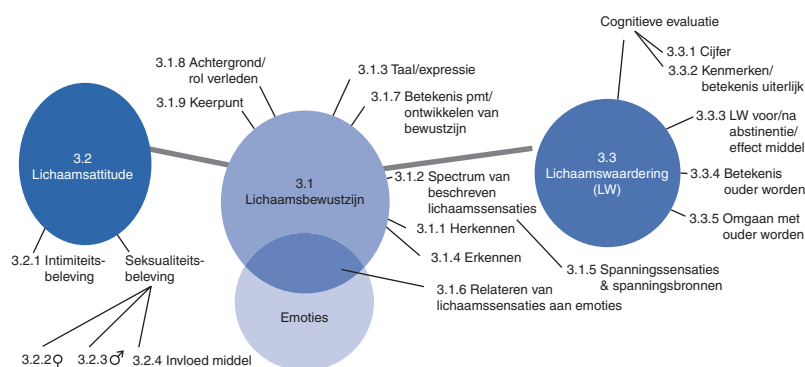 Cognitieve evaluatie
3.3.1 Cijfer
3.3.2 Kenmerken/
betekenis uiterlijk
3.1.8 Achtergrond/
rol verleden
3.1.9 Keerpunt
3.1.3 Taal/expressie
3.1.7 Betekenis pmt/
ontwikkelen van
bewustzijn
3.2
Lichaamsattitude
3.1
Lichaamsbewustzijn
3.1.2 Spectrum van
beschreven
lichaamssensaties
3.1.1 Herkennen
3.1.4 Erkennen
3.1.6 Relateren van
lichaamssensaties aan emoties
3.3
Lichaamswaardering
(LW)
3.3.3 LW voor/na
abstinentie/
effect middel
3.3.4 Betekenis
ouder worden
3.3.5 Omgaan met
ouder worden
3.1.5 Spanningssensaties
& spanningsbronnen
3.2.1 Intimiteits-
beleving
Seksualiteits-
beleving
Emoties
3.2.2♀
3.2.3♂
3.2.4 Invloed middel